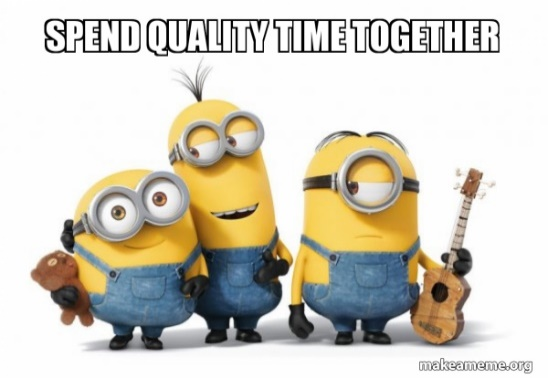 SPEND QUALITY TIME TOGETHER
makeameme.org